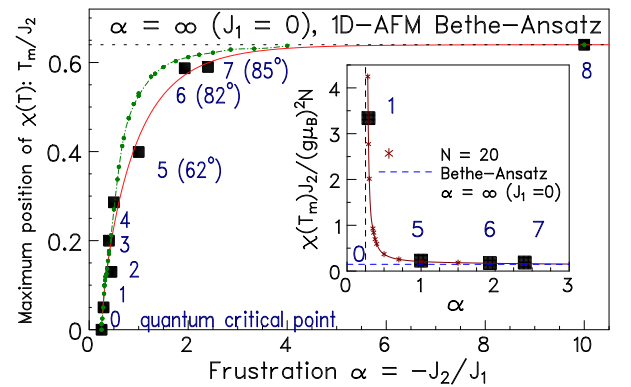 α = ∞ (J₁ = 0), 1D-AFM Bethe-Ansatz
Maximum position of χ(T): Tₘ/J₂
0.6
0.4
0.2
0
0 2 4 6 8 10
Frustration α = -J₂/J₁
0 quantum critical point
1
2
3
4
5 (62°)
6 (82°)
7 (85°)
8
χ(Tₘ)J₂/(gμ_B)²N
4
3
2
1
0
0 1 2 3
α
1
N = 20
Bethe-Ansatz
α = ∞ (J₁=0)
0
5
6
7